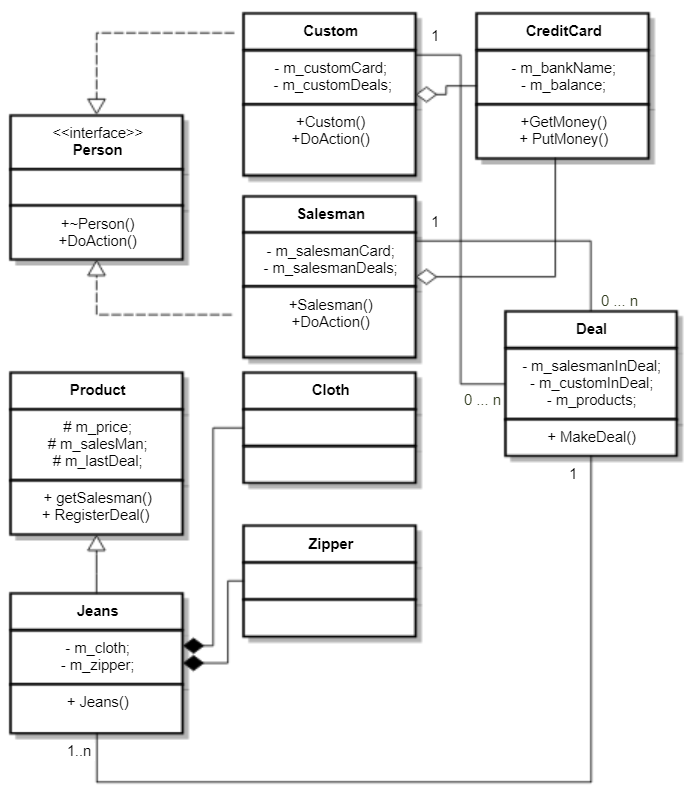 Custom
- m_customCard;
- m_customDeals;
+Custom()
+DoAction()
1
CreditCard
- m_bankName;
- m_balance;
+GetMoney()
+ PutMoney()
<<interface>>
Person
+~Person()
+DoAction()
Salesman
- m_salesmanCard;
- m_salesmanDeals;
+Salesman()
+DoAction()
1
0 ... n
Deal
- m_salesmanInDeal;
- m_customInDeal;
- m_products;
+ MakeDeal()
0 ... n
1
Product
# m_price;
# m_salesMan;
# m_lastDeal;
+ getSalesman()
+ RegisterDeal()
Cloth
Zipper
Jeans
- m_cloth;
- m_zipper;
+ Jeans()
1..n